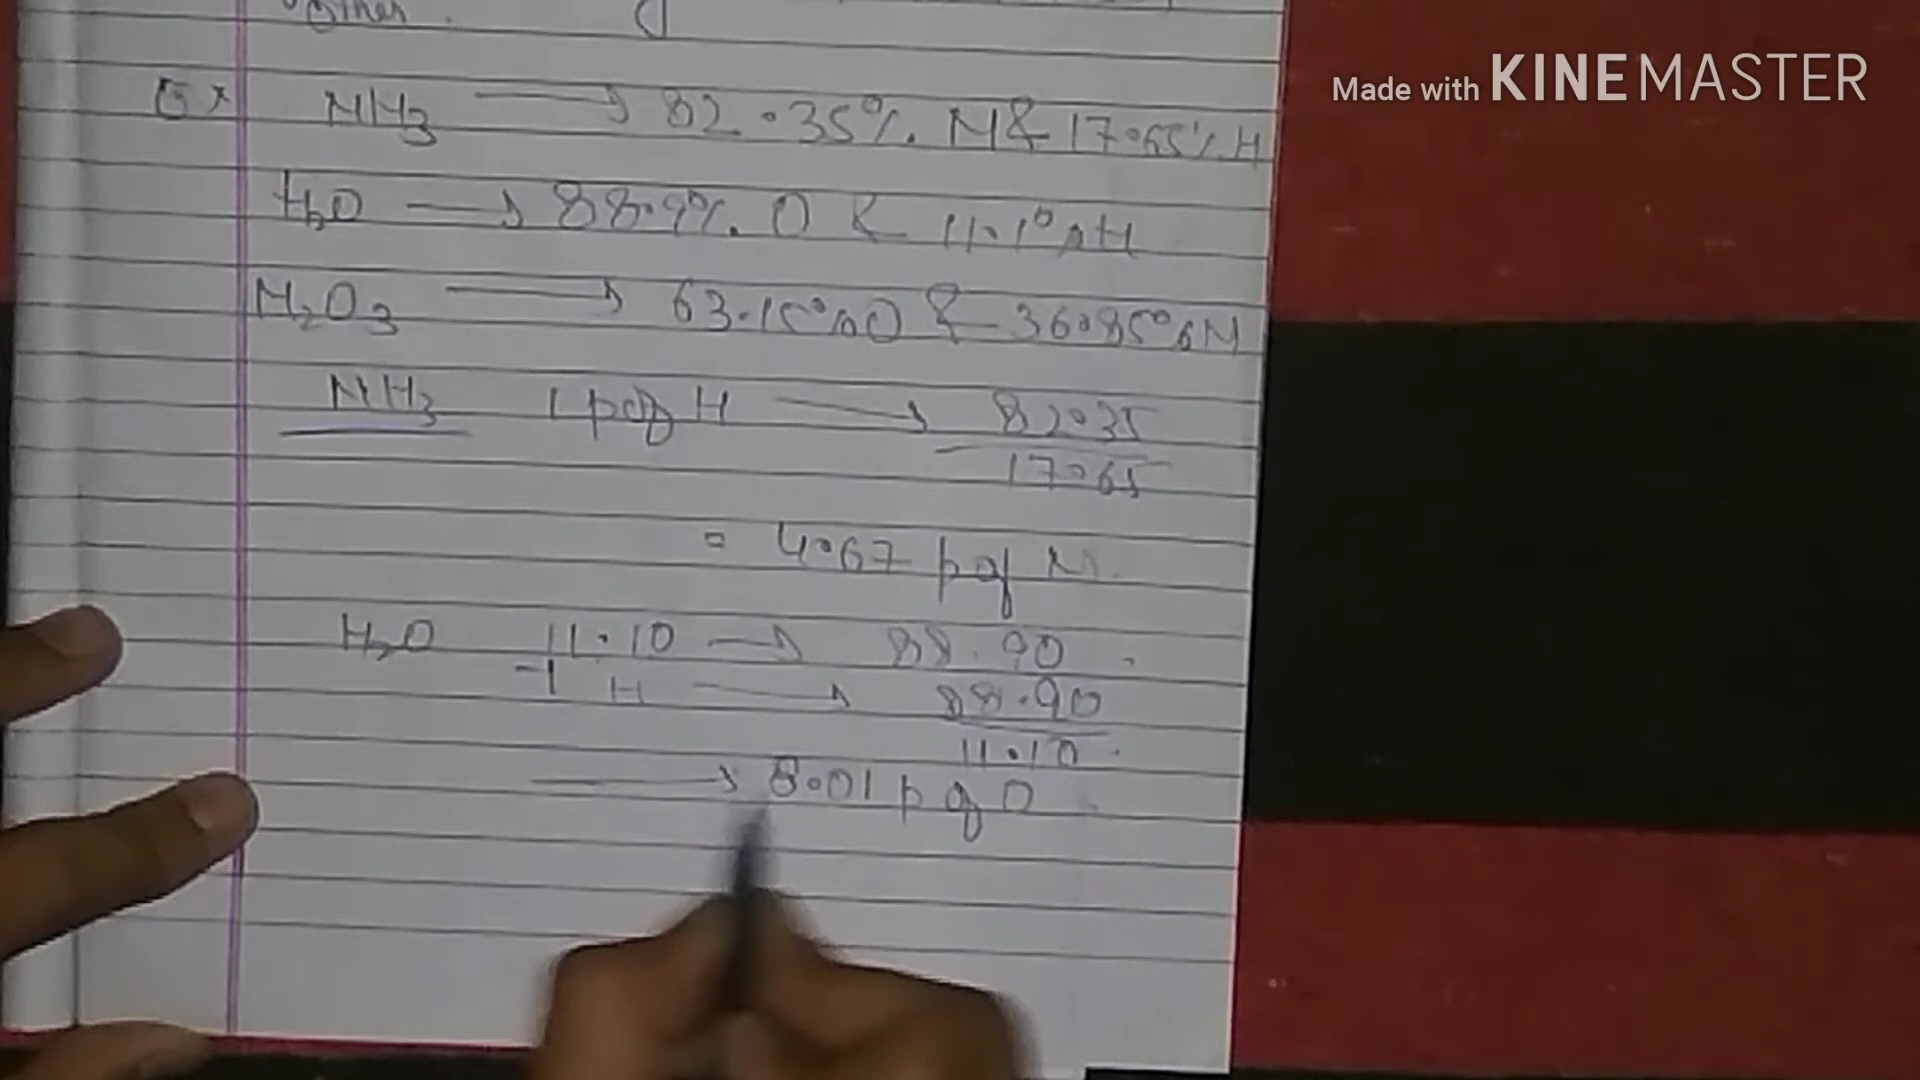 other
Made with KINEMASTER
Ex NH3 → 82.35% N & 17.65% H
H2O → 88.9% O & 11.1% H
N2O3 → 63.15% O & 36.85% N
NH3 1 p of H → 82.35
17.65
= 4.67 p of N
H2O 11.10 → 88.90
1 H → 88.90
11.10
→ 8.01 p of O